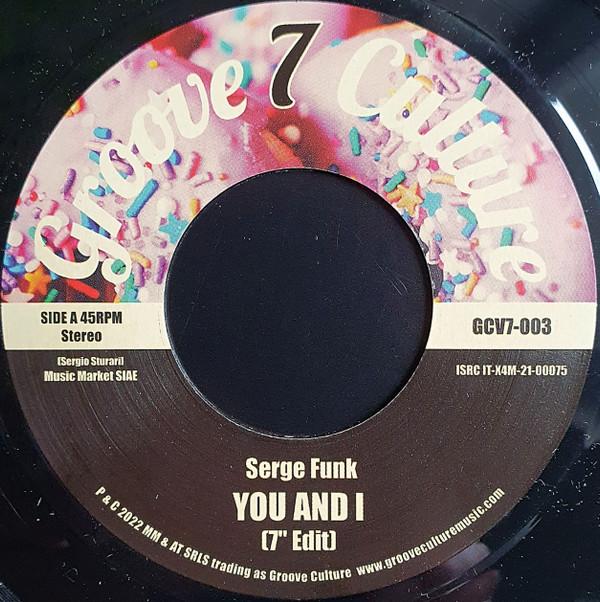 Groove 7 Culture
SIDE A 45RPM
Stereo
GCV7-003
(Sergio Sturari)
Music Market SIAE
ISRC IT-X4M-21-00075
Serge Funk
YOU AND I
(7" Edit)
P & C 2022 MM & AT SRLS trading as Groove Culture www.grooveculturemusic.com